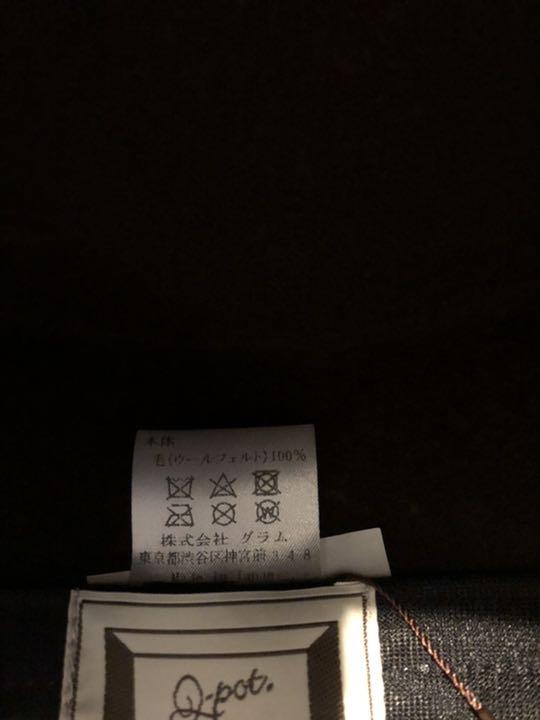 本体
毛(ウールフェルト)100%
株式会社 グラム
東京都渋谷区神宮前 3-4-8
Q-pot.